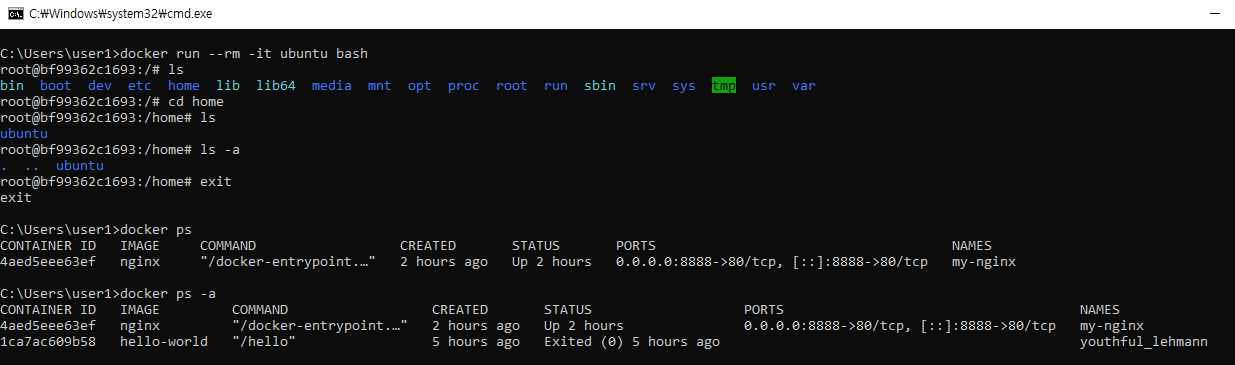 C:₩Windows₩system32₩cmd.exe
C:\Users\user1>docker run --rm -it ubuntu bash
root@bf99362c1693:/# ls
bin  boot  dev  etc  home  lib  lib64  media  mnt  opt  proc  root  run  sbin  srv  sys  tmp  usr  var
root@bf99362c1693:/# cd home
root@bf99362c1693:/home# ls
ubuntu
root@bf99362c1693:/home# ls -a
.  ..  ubuntu
root@bf99362c1693:/home# exit
exit
C:\Users\user1>docker ps
CONTAINER ID   IMAGE     COMMAND                  CREATED       STATUS       PORTS                                     NAMES
4aed5eee63ef   nginx     "/docker-entrypoint.…"   2 hours ago   Up 2 hours   0.0.0.0:8888->80/tcp, [::]:8888->80/tcp   my-nginx
C:\Users\user1>docker ps -a
CONTAINER ID   IMAGE         COMMAND                  CREATED       STATUS                   PORTS                                     NAMES
4aed5eee63ef   nginx         "/docker-entrypoint.…"   2 hours ago   Up 2 hours               0.0.0.0:8888->80/tcp, [::]:8888->80/tcp   my-nginx
1ca7ac609b58   hello-world   "/hello"                 5 hours ago   Exited (0) 5 hours ago                                             youthful_lehmann